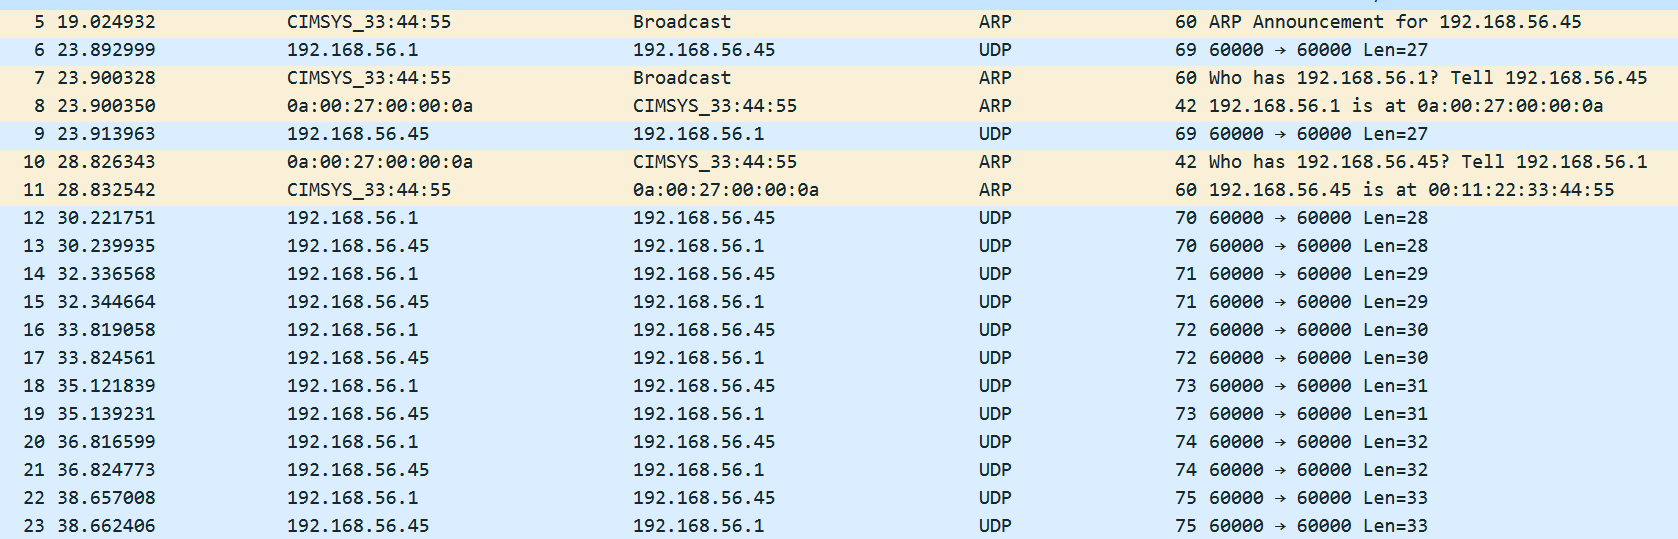 5 19.024932 CIMSYS_33:44:55 Broadcast ARP 60 ARP Announcement for 192.168.56.45
6 23.892999 192.168.56.1 192.168.56.45 UDP 69 60000 → 60000 Len=27
7 23.900328 CIMSYS_33:44:55 Broadcast ARP 60 Who has 192.168.56.1? Tell 192.168.56.45
8 23.900350 0a:00:27:00:00:0a CIMSYS_33:44:55 ARP 42 192.168.56.1 is at 0a:00:27:00:00:0a
9 23.913963 192.168.56.45 192.168.56.1 UDP 69 60000 → 60000 Len=27
10 28.826343 0a:00:27:00:00:0a CIMSYS_33:44:55 ARP 42 Who has 192.168.56.45? Tell 192.168.56.1
11 28.832542 CIMSYS_33:44:55 0a:00:27:00:00:0a ARP 60 192.168.56.45 is at 00:11:22:33:44:55
12 30.221751 192.168.56.1 192.168.56.45 UDP 70 60000 → 60000 Len=28
13 30.239935 192.168.56.45 192.168.56.1 UDP 70 60000 → 60000 Len=28
14 32.336568 192.168.56.1 192.168.56.45 UDP 71 60000 → 60000 Len=29
15 32.344664 192.168.56.45 192.168.56.1 UDP 71 60000 → 60000 Len=29
16 33.819058 192.168.56.1 192.168.56.45 UDP 72 60000 → 60000 Len=30
17 33.824561 192.168.56.45 192.168.56.1 UDP 72 60000 → 60000 Len=30
18 35.121839 192.168.56.1 192.168.56.45 UDP 73 60000 → 60000 Len=31
19 35.139231 192.168.56.45 192.168.56.1 UDP 73 60000 → 60000 Len=31
20 36.816599 192.168.56.1 192.168.56.45 UDP 74 60000 → 60000 Len=32
21 36.824773 192.168.56.45 192.168.56.1 UDP 74 60000 → 60000 Len=32
22 38.657008 192.168.56.1 192.168.56.45 UDP 75 60000 → 60000 Len=33
23 38.662406 192.168.56.45 192.168.56.1 UDP 75 60000 → 60000 Len=33